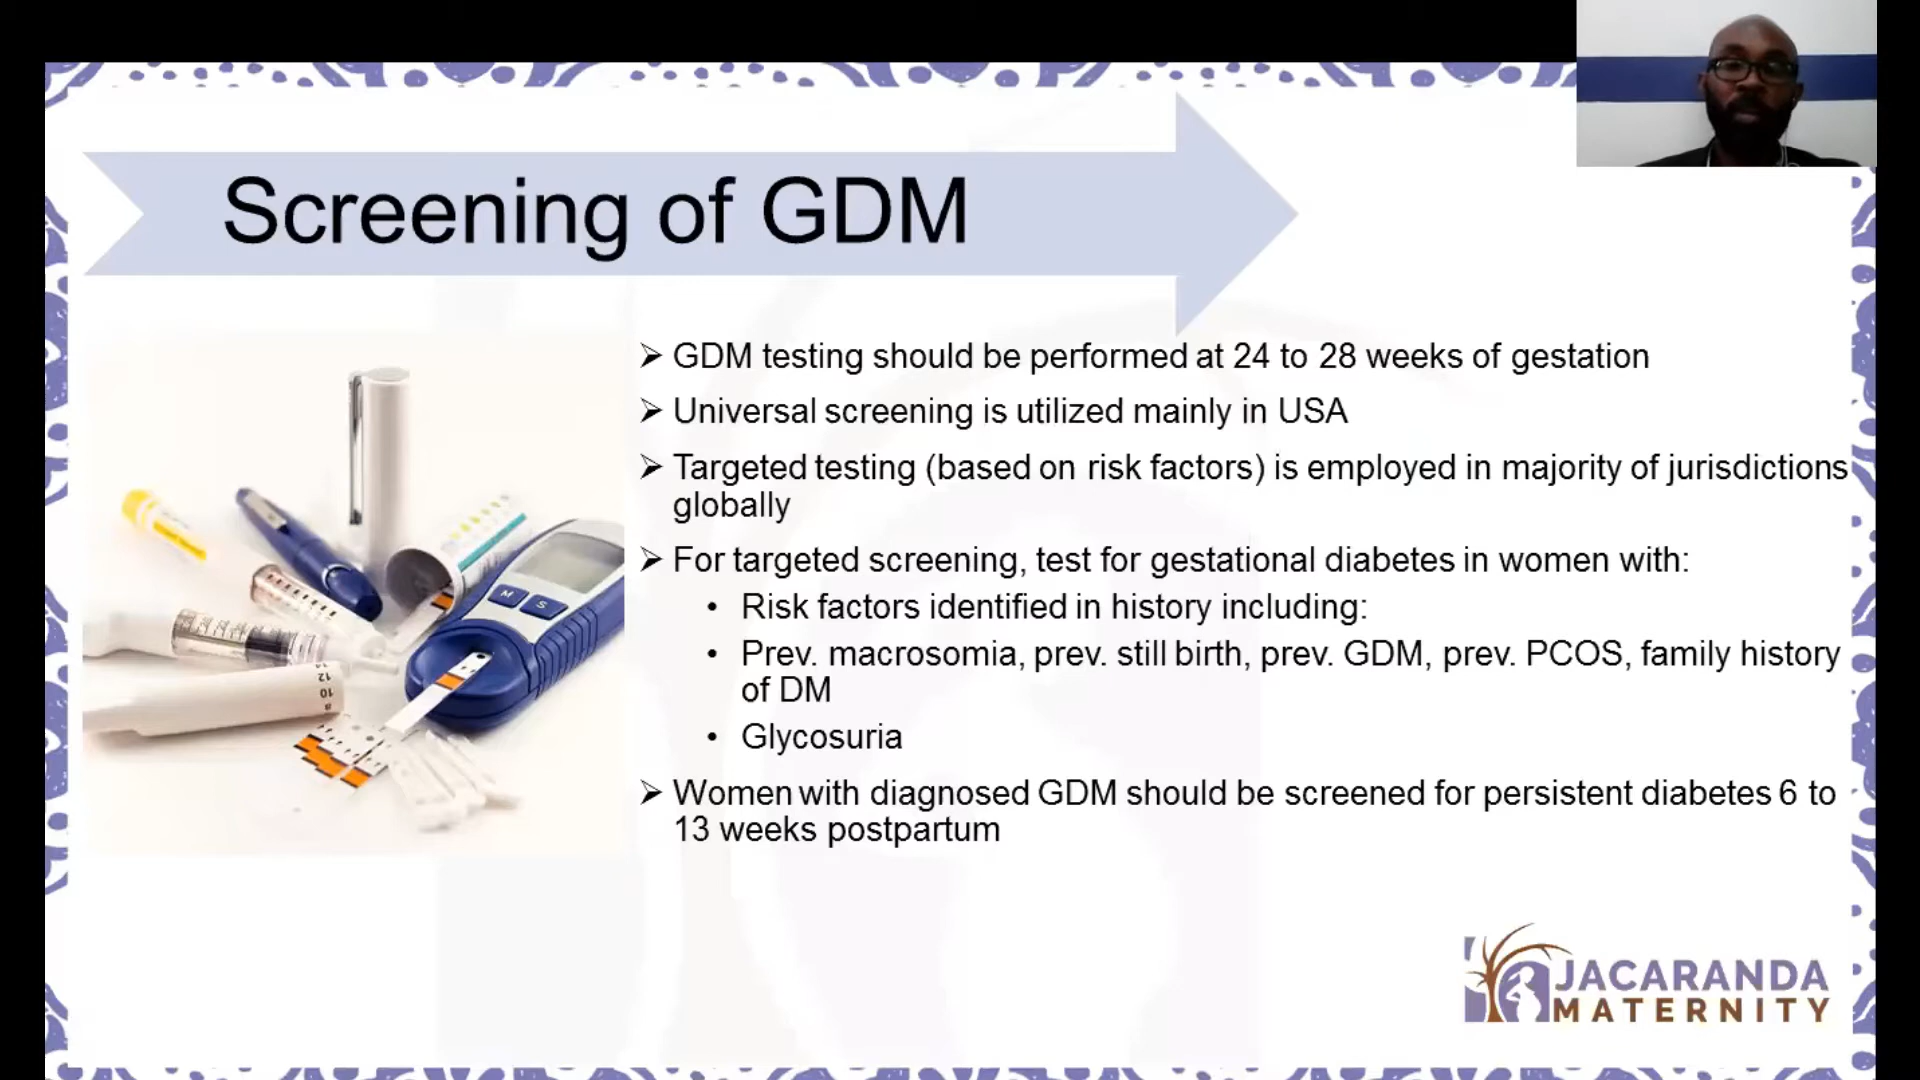 Screening of GDM
➢ GDM testing should be performed at 24 to 28 weeks of gestation
➢ Universal screening is utilized mainly in USA
➢ Targeted testing (based on risk factors) is employed in majority of jurisdictions
globally
➢ For targeted screening, test for gestational diabetes in women with:
• Risk factors identified in history including:
• Prev. macrosomia, prev. still birth, prev. GDM, prev. PCOS, family history
of DM
• Glycosuria
➢ Women with diagnosed GDM should be screened for persistent diabetes 6 to
13 weeks postpartum
M S
12
10
8
JACARANDA
MATERNITY